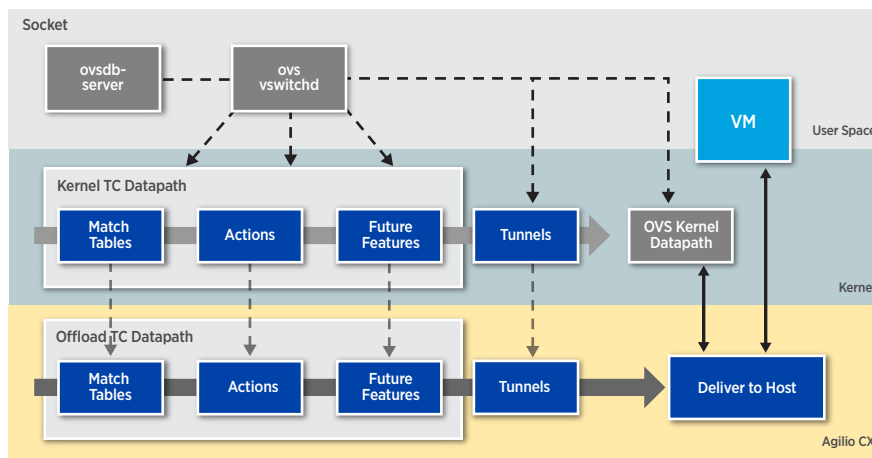 Socket
ovsdb-
server
ovs
vswitchd
VM
User Space
Kernel TC Datapath
Match
Tables
Actions
Future
Features
Tunnels
OVS Kernel
Datapath
Kerne
Offload TC Datapath
Match
Tables
Actions
Future
Features
Tunnels
Deliver to Host
Agilio CX